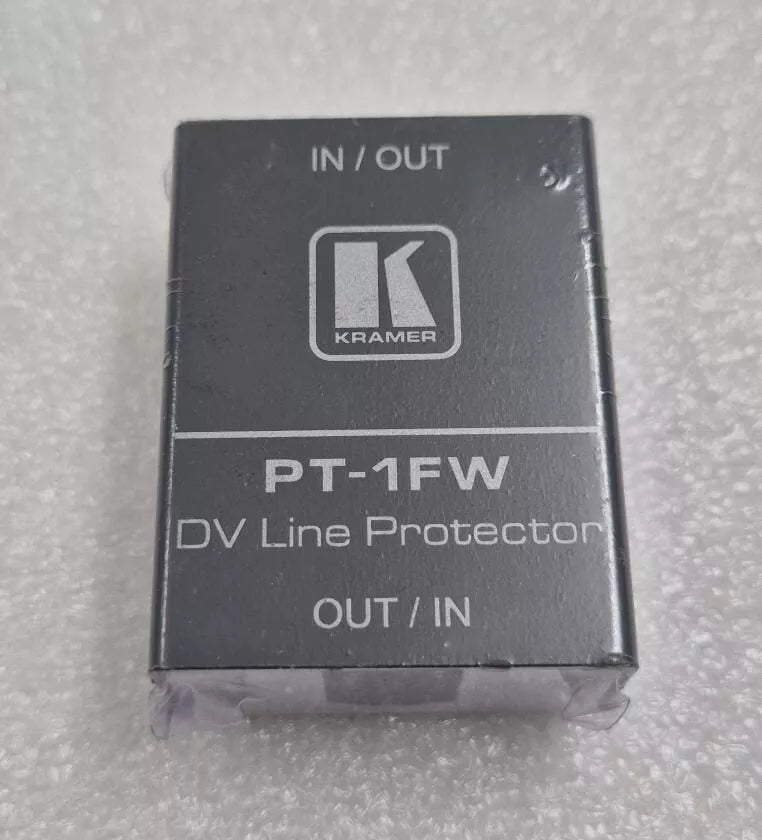 IN / OUT
K
KRAMER
PT-1FW
DV Line Protector
OUT / IN